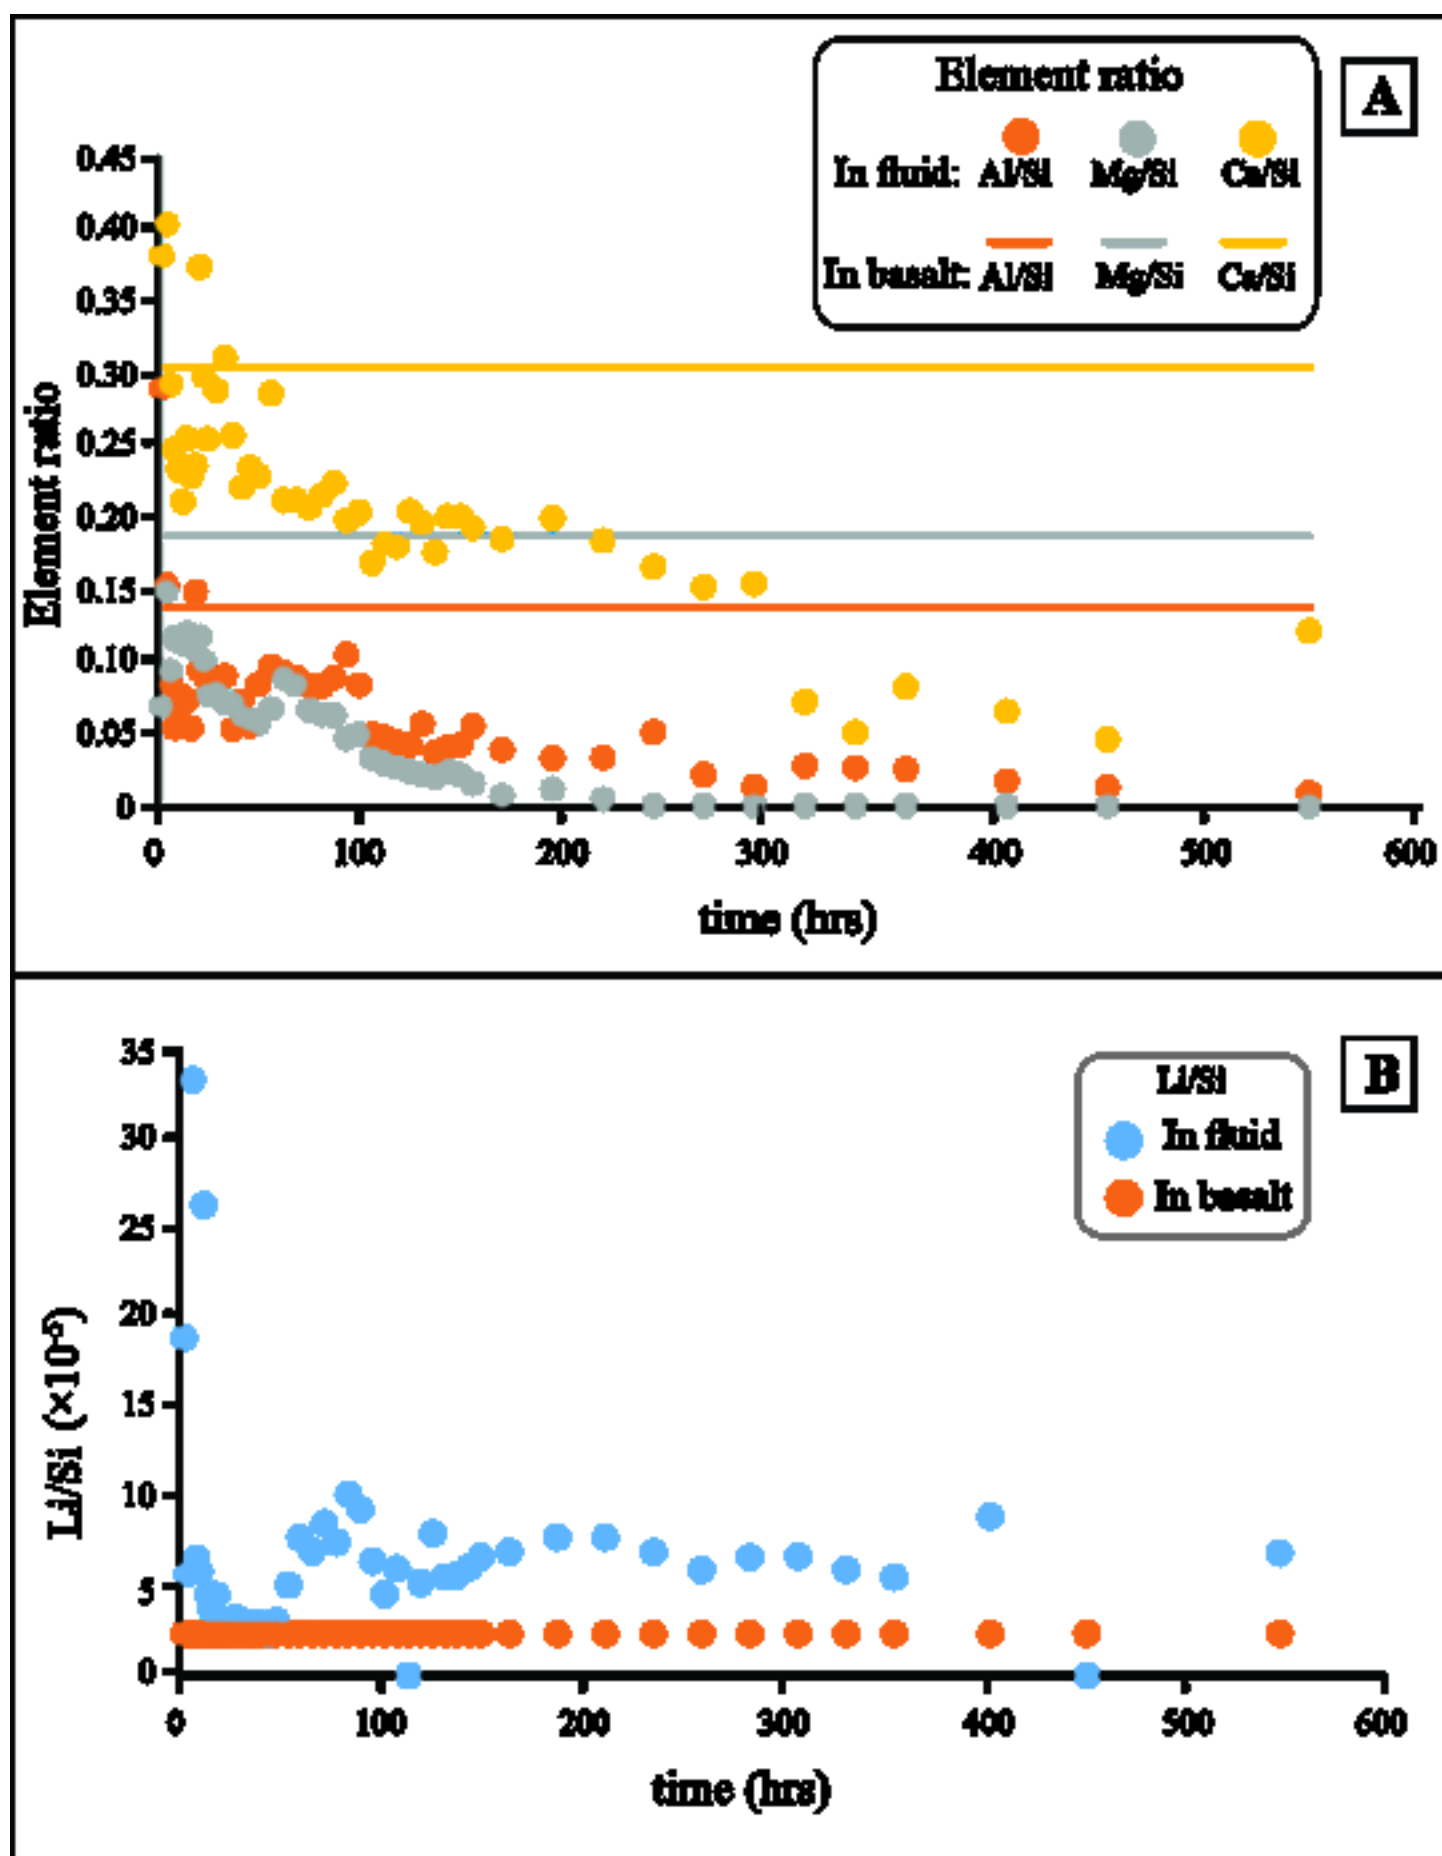 A
Element ratio
In fluid: Al/Si Mg/Si Ca/Si
In basalt: Al/Si Mg/Si Ca/Si
0.45
0.40
0.35
0.30
0.25
0.20
0.15
0.10
0.05
0
Element ratio
0 100 200 300 400 500 600
time (hrs)
B
Li/Si
In fluid
In basalt
35
30
25
20
15
10
5
0
Li/Si (×10⁻⁵)
0 100 200 300 400 500 600
time (hrs)